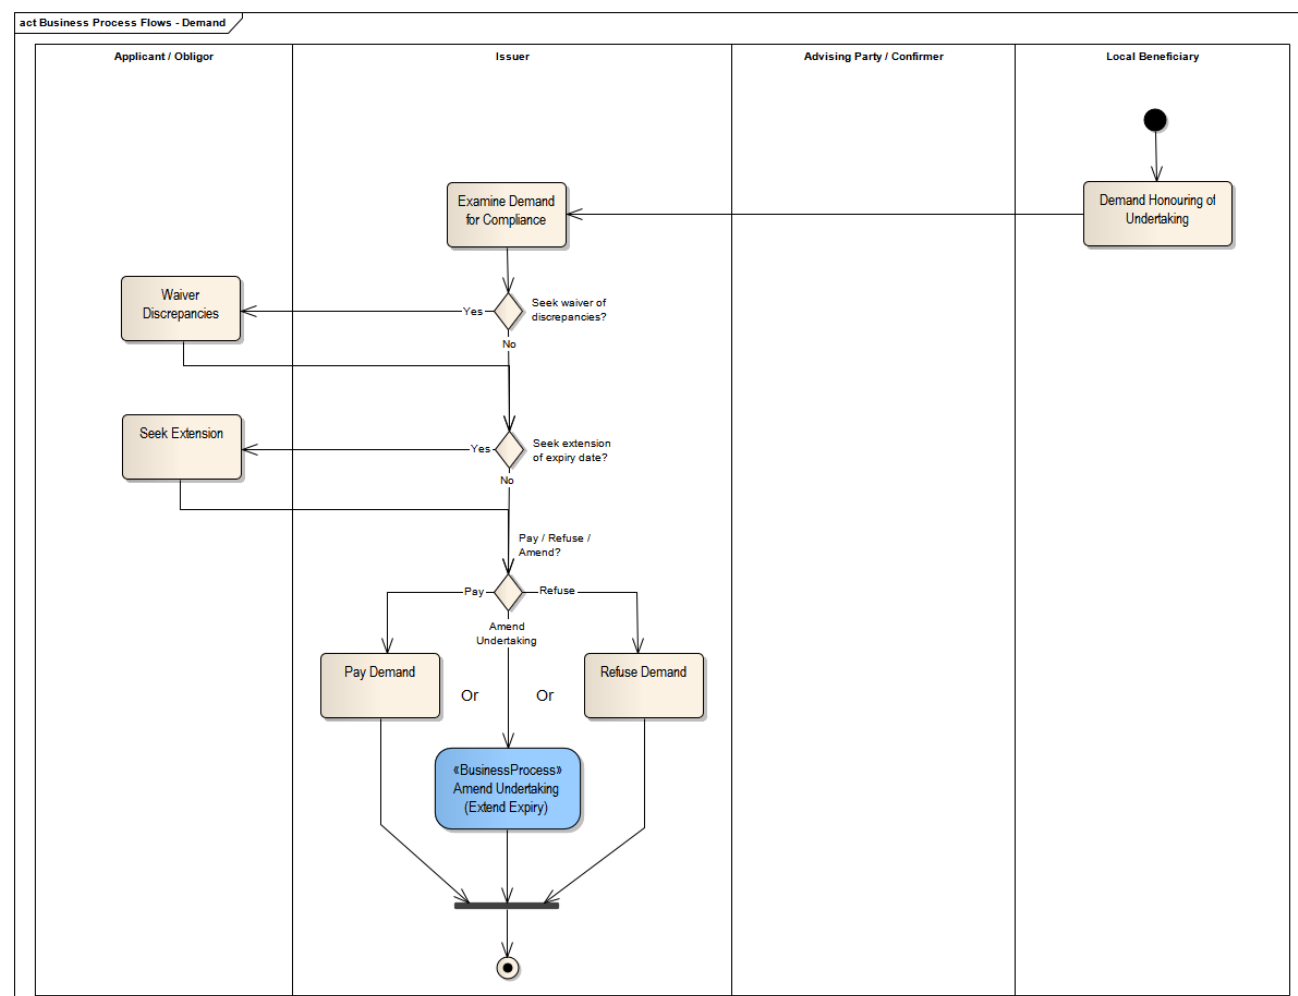 act Business Process Flows - Demand
Applicant / Obligor
Issuer
Advising Party / Confirmer
Local Beneficiary
Demand Honouring of
Undertaking
Examine Demand
for Compliance
Waiver
Discrepancies
Yes
Seek waiver of
discrepancies?
No
Seek Extension
Yes
Seek extension
of expiry date?
No
Pay / Refuse /
Amend?
Pay
Refuse
Amend
Undertaking
Pay Demand
Or
Or
Refuse Demand
«BusinessProcess»
Amend Undertaking
(Extend Expiry)